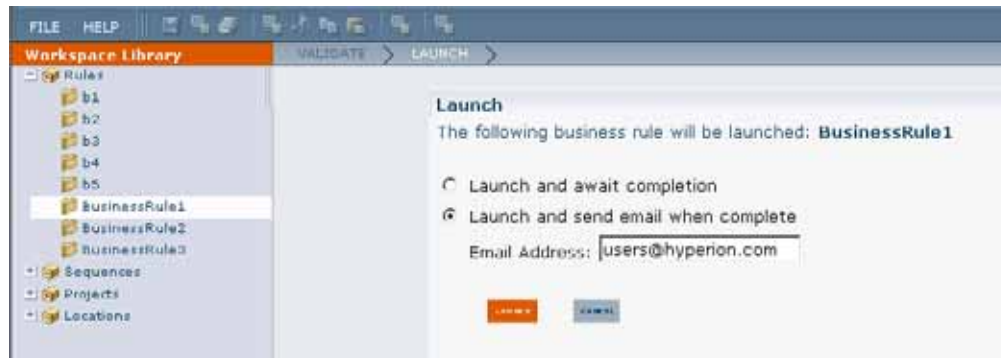 FILE HELP
Workspace Library
VALIDATE LAUNCH
Rules
b1
b2
b3
b4
b5
BusinessRule1
BusinessRule2
BusinessRule3
Sequences
Projects
Locations
Launch
The following business rule will be launched: BusinessRule1
Launch and await completion
Launch and send email when complete
Email Address: users@hyperion.com
LAUNCH CANCEL